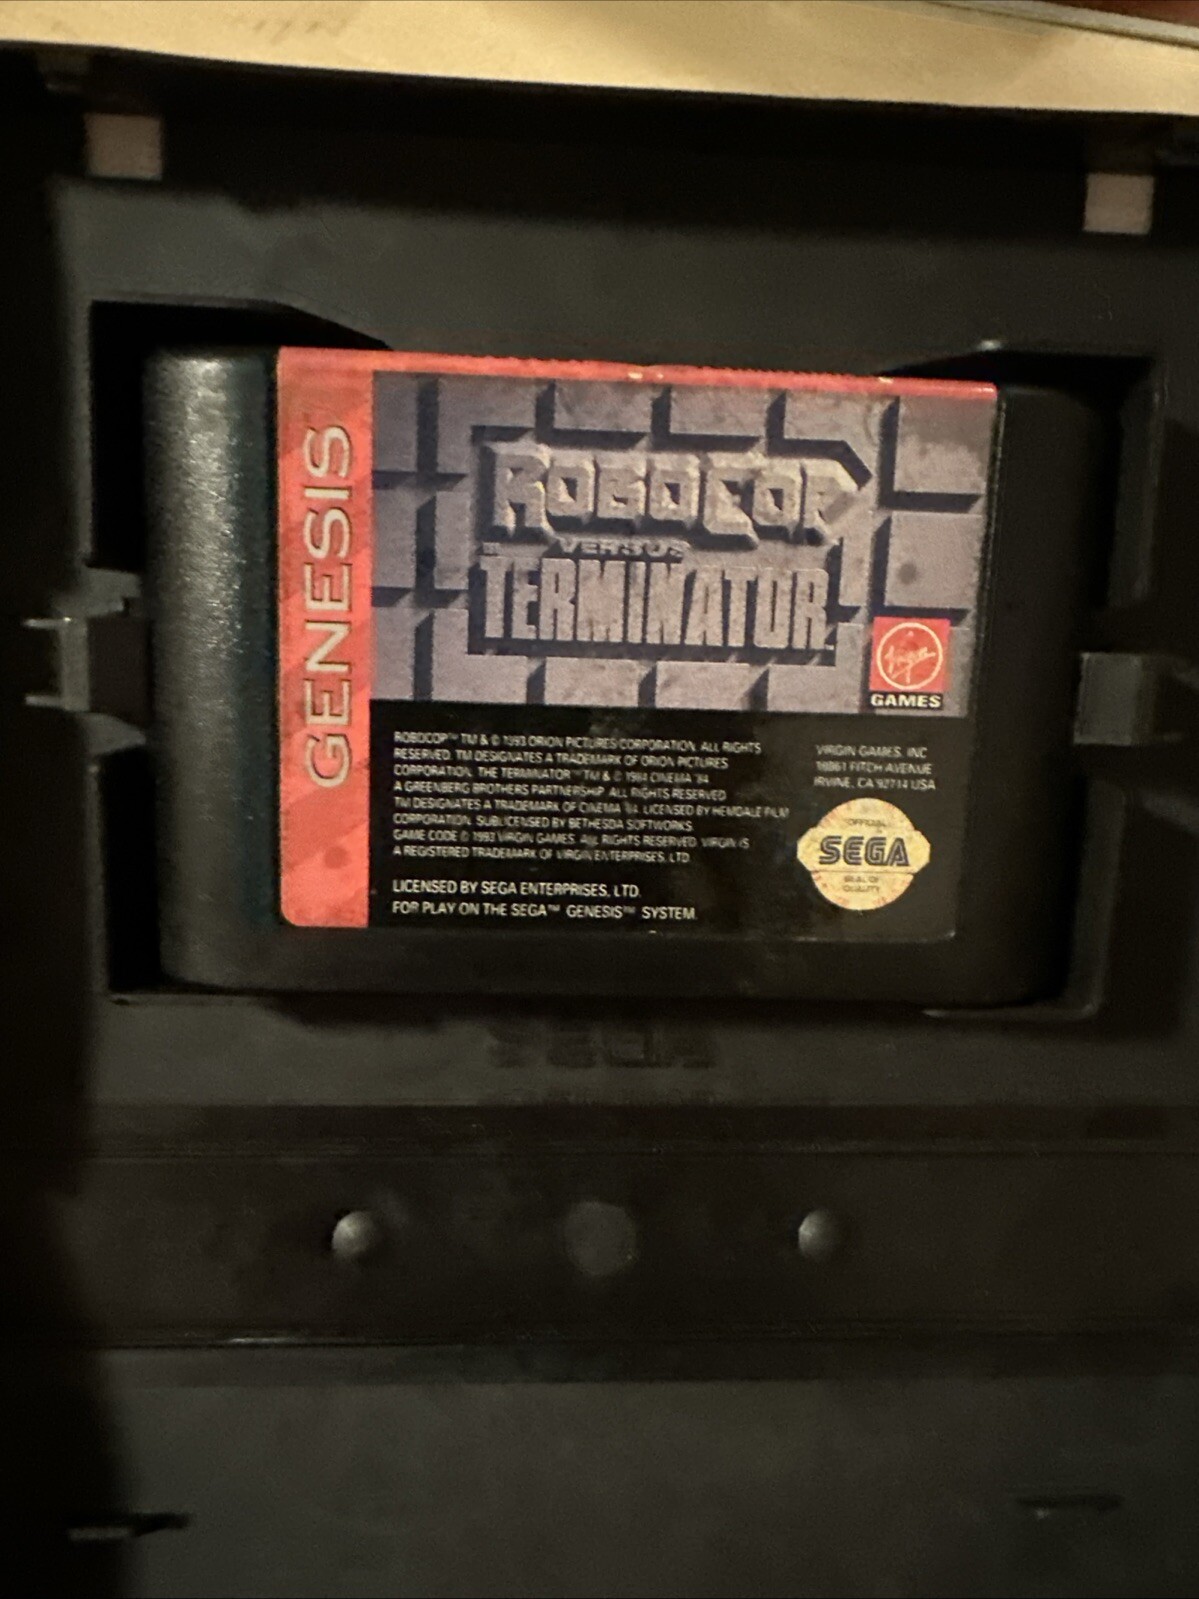 GENESIS
ROBOCOP
VERSUS
THE TERMINATOR
Virgin
GAMES
ROBOCOP™ TM & © 1993 ORION PICTURES CORPORATION. ALL RIGHTS
RESERVED. TM DESIGNATES A TRADEMARK OF ORION PICTURES
CORPORATION. THE TERMINATOR™ TM & © 1984 CINEMA '84
A GREENBERG BROTHERS PARTNERSHIP. ALL RIGHTS RESERVED
TM DESIGNATES A TRADEMARK OF CINEMA '84. LICENSED BY HEMDALE FILM
CORPORATION. SUBLICENSED BY BETHESDA SOFTWORKS
GAME CODE © 1993 VIRGIN GAMES. ALL RIGHTS RESERVED. VIRGIN IS
A REGISTERED TRADEMARK OF VIRGIN ENTERPRISES, LTD.
LICENSED BY SEGA ENTERPRISES, LTD.
FOR PLAY ON THE SEGA™ GENESIS™ SYSTEM.
VIRGIN GAMES, INC
18061 FITCH AVENUE
IRVINE, CA 92714 USA
OFFICIAL
SEGA
SEAL OF
QUALITY
SEGA